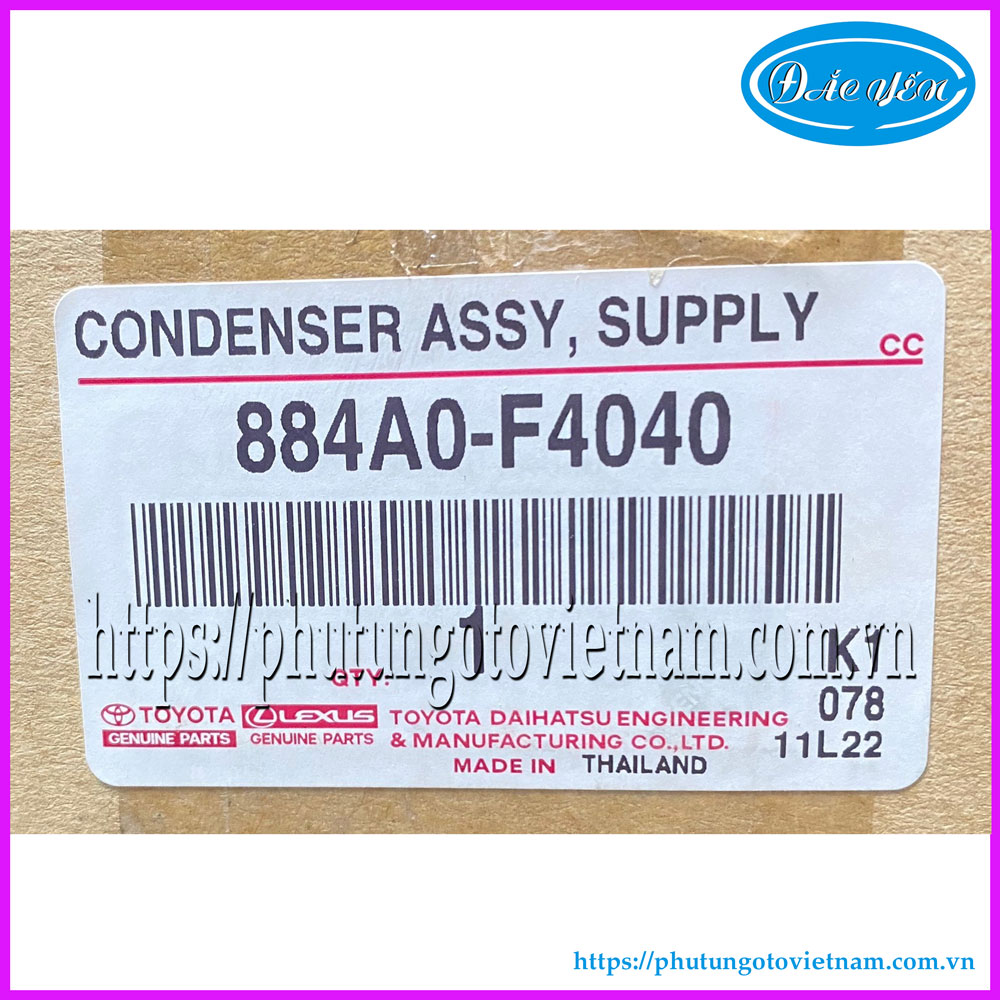 ĐẮC YẾN
CONDENSER ASSY, SUPPLY
CC
884A0-F4040
https://phutungotovietnam.com.vn
QTY: 1
K1
TOYOTA LEXUS TOYOTA DAIHATSU ENGINEERING 078
GENUINE PARTS GENUINE PARTS & MANUFACTURING CO.,LTD. 11L22
MADE IN THAILAND
https://phutungotovietnam.com.vn